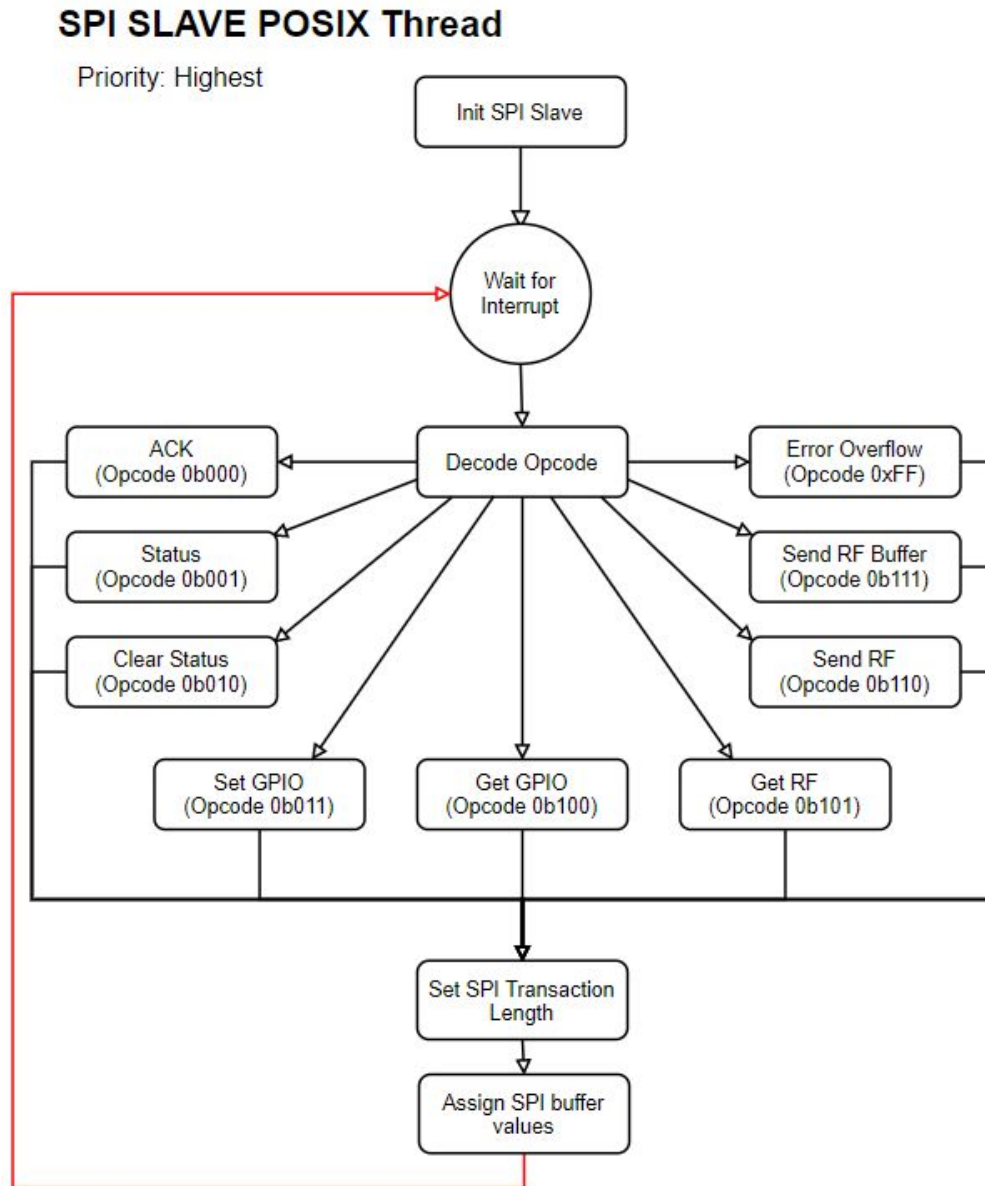 SPI SLAVE POSIX Thread
Priority: Highest
Init SPI Slave
Wait for
Interrupt
ACK
(Opcode 0b000)
Decode Opcode
Error Overflow
(Opcode 0xFF)
Status
(Opcode 0b001)
Send RF Buffer
(Opcode 0b111)
Clear Status
(Opcode 0b010)
Send RF
(Opcode 0b110)
Set GPIO
(Opcode 0b011)
Get GPIO
(Opcode 0b100)
Get RF
(Opcode 0b101)
Set SPI Transaction
Length
Assign SPI buffer
values